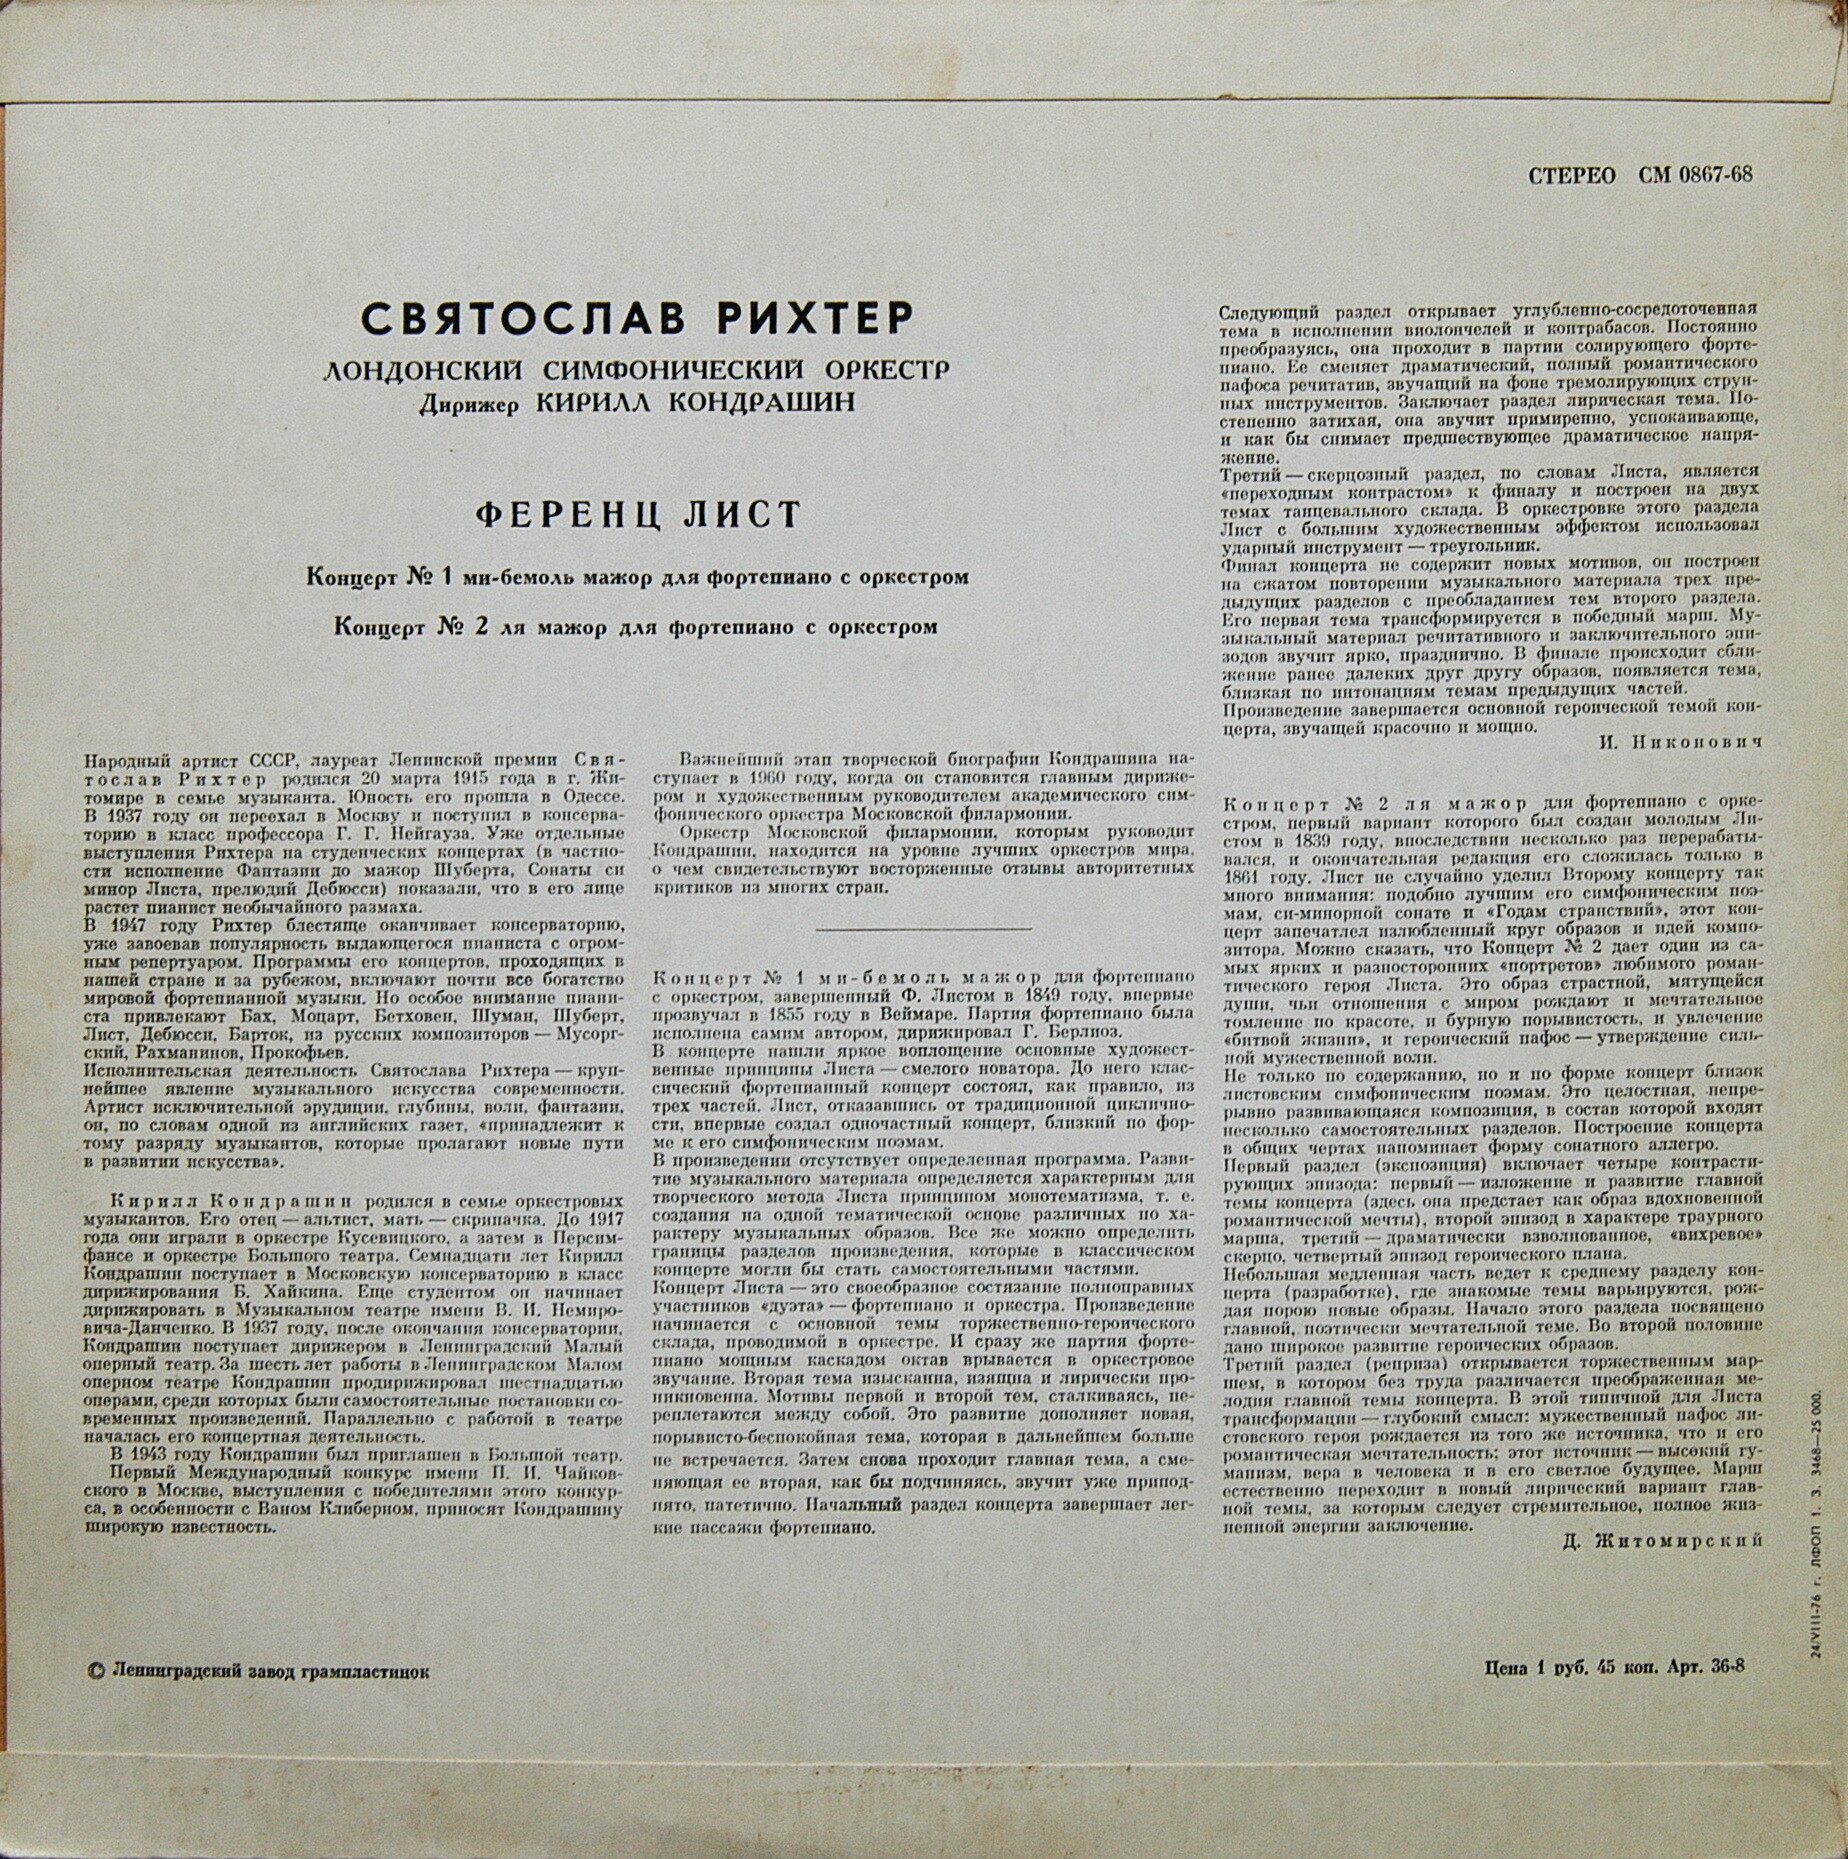 СТЕРЕО СМ 0867-68
СВЯТОСЛАВ РИХТЕР
ЛОНДОНСКИЙ СИМФОНИЧЕСКИЙ ОРКЕСТР
Дирижер КИРИЛЛ КОНДРАШИН
ФЕРЕНЦ ЛИСТ
Концерт № 1 ми-бемоль мажор для фортепиано с оркестром
Концерт № 2 ля мажор для фортепиано с оркестром
Народный артист СССР, лауреат Ленинской премии Свя-
тослав Рихтер родился 20 марта 1915 года в г. Жи-
томире в семье музыканта. Юность его прошла в Одессе.
В 1937 году он переехал в Москву и поступил в консерва-
торию в класс профессора Г. Г. Нейгауза. Уже отдельные
выступления Рихтера на студенческих концертах (в частно-
сти исполнение Фантазии до мажор Шуберта, Сонаты си
минор Листа, прелюдий Дебюсси) показали, что в его лице
растет пианист необычайного размаха.
В 1947 году Рихтер блестяще оканчивает консерваторию,
уже завоевав популярность выдающегося пианиста с огром-
ным репертуаром. Программы его концертов, проходящих в
нашей стране и за рубежом, включают почти все богатство
мировой фортепианной музыки. Но особое внимание пиани-
ста привлекают Бах, Моцарт, Бетховен, Шуман, Шуберт,
Лист, Дебюсси, Барток, из русских композиторов — Мусорг-
ский, Рахманинов, Прокофьев.
Исполнительская деятельность Святослава Рихтера — круп-
нейшее явление музыкального искусства современности.
Артист исключительной эрудиции, глубины, воли, фантазии,
он, по словам одной из английских газет, «принадлежит к
тому разряду музыкантов, которые пролагают новые пути
в развитии искусства».
Кирилл Кондрашин родился в семье оркестровых
музыкантов. Его отец — альтист, мать — скрипачка. До 1917
года они играли в оркестре Кусевицкого, а затем в Персим-
фансе и оркестре Большого театра. Семнадцати лет Кирилл
Кондрашин поступает в Московскую консерваторию в класс
дирижирования Б. Хайкина. Еще студентом он начинает
дирижировать в Музыкальном театре имени В. И. Немиро-
вича-Данченко. В 1937 году, после окончания консерватории,
Кондрашин поступает дирижером в Ленинградский Малый
оперный театр. За шесть лет работы в Ленинградском Малом
оперном театре Кондрашин продирижировал шестнадцатью
операми, среди которых были самостоятельные постановки со-
временных произведений. Параллельно с работой в театре
началась его концертная деятельность.
В 1943 году Кондрашин был приглашен в Большой театр.
Первый Международный конкурс имени П. И. Чайков-
ского в Москве, выступления с победителями этого конкур-
са, в особенности с Ваном Клиберном, приносят Кондрашину
широкую известность.
Важнейший этап творческой биографии Кондрашина на-
ступает в 1960 году, когда он становится главным дириже-
ром и художественным руководителем академического сим-
фонического оркестра Московской филармонии.
Оркестр Московской филармонии, которым руководит
Кондрашин, находится на уровне лучших оркестров мира,
о чем свидетельствуют восторженные отзывы авторитетных
критиков из многих стран.
Концерт № 1 ми-бемоль мажор для фортепиано
с оркестром, завершенный Ф. Листом в 1849 году, впервые
прозвучал в 1855 году в Веймаре. Партия фортепиано была
исполнена самим автором, дирижировал Г. Берлиоз.
В концерте нашли яркое воплощение основные художест-
венные принципы Листа — смелого новатора. До него клас-
сический фортепианный концерт состоял, как правило, из
трех частей. Лист, отказавшись от традиционной циклично-
сти, впервые создал одночастный концерт, близкий по фор-
ме к его симфоническим поэмам.
В произведении отсутствует определенная программа. Разви-
тие музыкального материала определяется характерным для
творческого метода Листа принципом монотематизма, т. е.
создания на одной тематической основе различных по ха-
рактеру музыкальных образов. Все же можно определить
границы разделов произведения, которые в классическом
концерте могли бы стать самостоятельными частями.
Концерт Листа — это своеобразное состязание полноправных
участников «дуэта» — фортепиано и оркестра. Произведение
начинается с основной темы торжественно-героического
склада, проводимой в оркестре. И сразу же партия форте-
пиано мощным каскадом октав врывается в оркестровое
звучание. Вторая тема изысканна, изящна и лирически про-
никновенна. Мотивы первой и второй тем, сталкиваясь, пе-
реплетаются между собой. Это развитие дополняет новая,
порывисто-беспокойная тема, которая в дальнейшем больше
не встречается. Затем снова проходит главная тема, а сме-
няющая ее вторая, как бы подчиняясь, звучит уже припод-
нято, патетично. Начальный раздел концерта завершает лег-
кие пассажи фортепиано.
Следующий раздел открывает углубленно-сосредоточенная
тема в исполнении виолончелей и контрабасов. Постоянно
преобразуясь, она проходит в партии солирующего форте-
пиано. Ее сменяет драматический, полный романтического
пафоса речитатив, звучащий на фоне тремолирующих струн-
ных инструментов. Заключает раздел лирическая тема. По-
степенно затихая, она звучит примиренно, успокаивающе,
и как бы снимает предшествующее драматическое напря-
жение.
Третий — скерцозный раздел, по словам Листа, является
«переходным контрастом» к финалу и построен на двух
темах танцевального склада. В оркестровке этого раздела
Лист с большим художественным эффектом использовал
ударный инструмент — треугольник.
Финал концерта не содержит новых мотивов, он построен
на сжатом повторении музыкального материала трех пре-
дыдущих разделов с преобладанием тем второго раздела.
Его первая тема трансформируется в победный марш. Му-
зыкальный материал речитативного и заключительного эпи-
зодов звучит ярко, празднично. В финале происходит сбли-
жение ранее далеких друг другу образов, появляется тема,
близкая по интонациям темам предыдущих частей.
Произведение завершается основной героической темой кон-
церта, звучащей красочно и мощно.
И. Никонович
Концерт № 2 ля мажор для фортепиано с орке-
стром, первый вариант которого был создан молодым Ли-
стом в 1839 году, впоследствии несколько раз перерабаты-
вался, и окончательная редакция его сложилась только в
1861 году. Лист не случайно уделил Второму концерту так
много внимания: подобно лучшим его симфоническим поэ-
мам, си-минорной сонате и «Годам странствий», этот кон-
церт запечатлел излюбленный круг образов и идей компо-
зитора. Можно сказать, что Концерт № 2 дает один из са-
мых ярких и разносторонних «портретов» любимого роман-
тического героя Листа. Это образ страстной, мятущейся
души, чьи отношения с миром рождают и мечтательное
томление по красоте, и бурную порывистость, и увлечение
«битвой жизни», и героический пафос — утверждение силь-
ной мужественной воли.
Не только по содержанию, но и по форме концерт близок
листовским симфоническим поэмам. Это целостная, непре-
рывно развивающаяся композиция, в состав которой входят
несколько самостоятельных разделов. Построение концерта
в общих чертах напоминает форму сонатного аллегро.
Первый раздел (экспозиция) включает четыре контрасти-
рующих эпизода: первый — изложение и развитие главной
темы концерта (здесь она предстает как образ вдохновенной
романтической мечты), второй эпизод в характере траурного
марша, третий — драматически взволнованное, «вихревое»
скерцо, четвертый эпизод героического плана.
Небольшая медленная часть ведет к среднему разделу кон-
церта (разработке), где знакомые темы варьируются, рож-
дая порою новые образы. Начало этого раздела посвящено
главной, поэтически мечтательной теме. Во второй половине
дано широкое развитие героических образов.
Третий раздел (реприза) открывается торжественным мар-
шем, в котором без труда различается преображенная ме-
лодия главной темы концерта. В этой типичной для Листа
трансформации — глубокий смысл: мужественный пафос ли-
стовского героя рождается из того же источника, что и его
романтическая мечтательность; этот источник — высокий гу-
манизм, вера в человека и в его светлое будущее. Марш
естественно переходит в новый лирический вариант глав-
ной темы, за которым следует стремительное, полное жиз-
ненной энергии заключение.
Д. Житомирский
© Ленинградский завод грампластинок
Цена 1 руб. 45 коп. Арт. 36-8
24/VIII-76 г. ЛФОП 1. З. 3468—25 000.